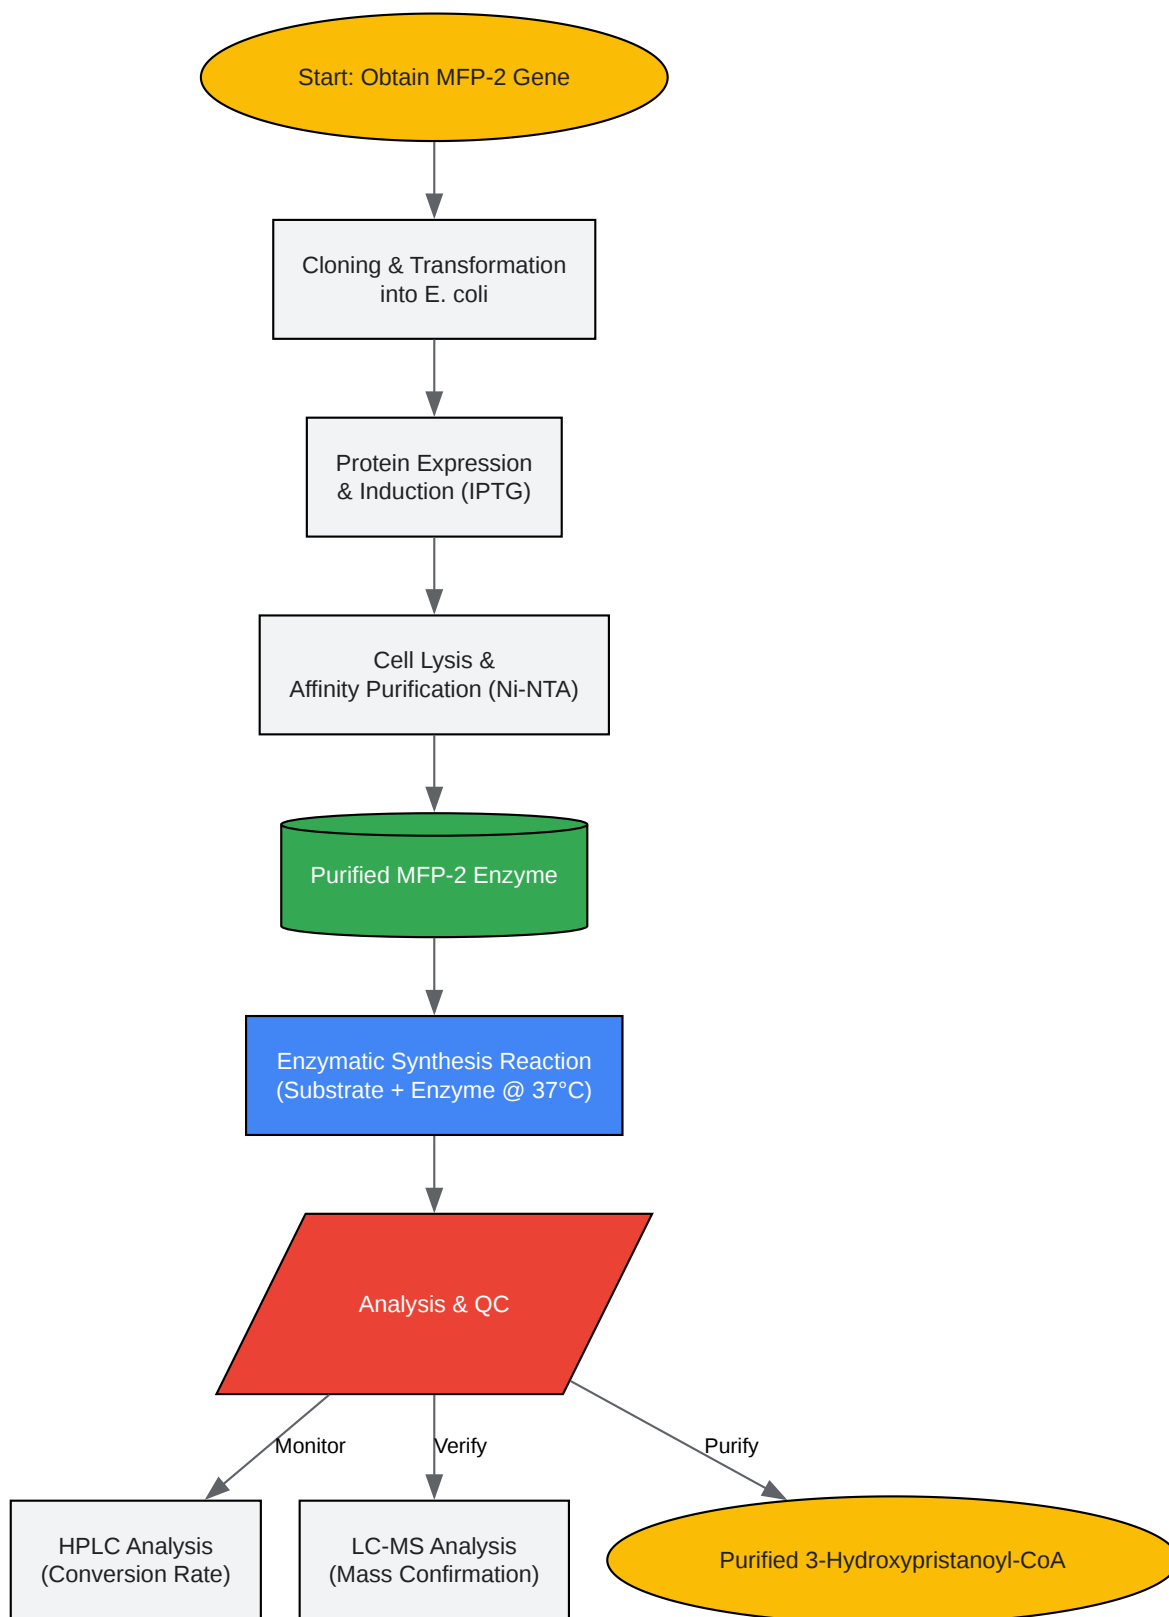 Start: Obtain MFP-2 Gene
Cloning & Transformation
into E. coli
Protein Expression
& Induction (IPTG)
Cell Lysis &
Affinity Purification (Ni-NTA)
Purified MFP-2 Enzyme
Enzymatic Synthesis Reaction
(Substrate + Enzyme @ 37°C)
Analysis & QC
Monitor
Verify
Purify
HPLC Analysis
(Conversion Rate)
LC-MS Analysis
(Mass Confirmation)
Purified 3-Hydroxypristanoyl-CoA